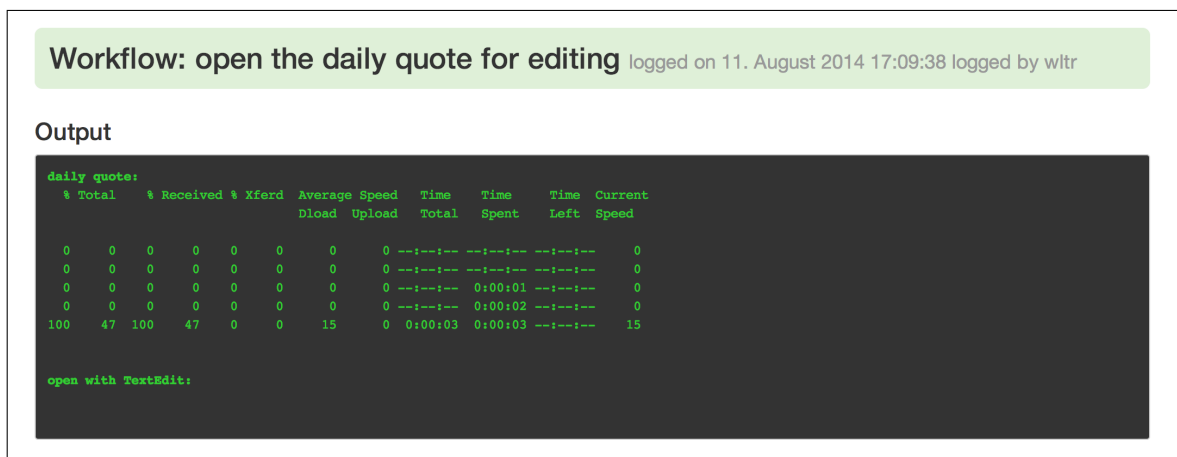 Workflow: open the daily quote for editing logged on 11. August 2014 17:09:38 logged by wltr
Output
daily quote:
% Total % Received % Xferd Average Speed Time Time Time Current
Dload Upload Total Spent Left Speed
0 0 0 0 0 0 0 0 --:--:-- --:--:-- --:--:-- 0
0 0 0 0 0 0 0 0 --:--:-- --:--:-- --:--:-- 0
0 0 0 0 0 0 0 0 --:--:-- 0:00:01 --:--:-- 0
0 0 0 0 0 0 0 0 --:--:-- 0:00:02 --:--:-- 0
100 47 100 47 0 0 15 0 0:00:03 0:00:03 --:--:-- 15
open with TextEdit: